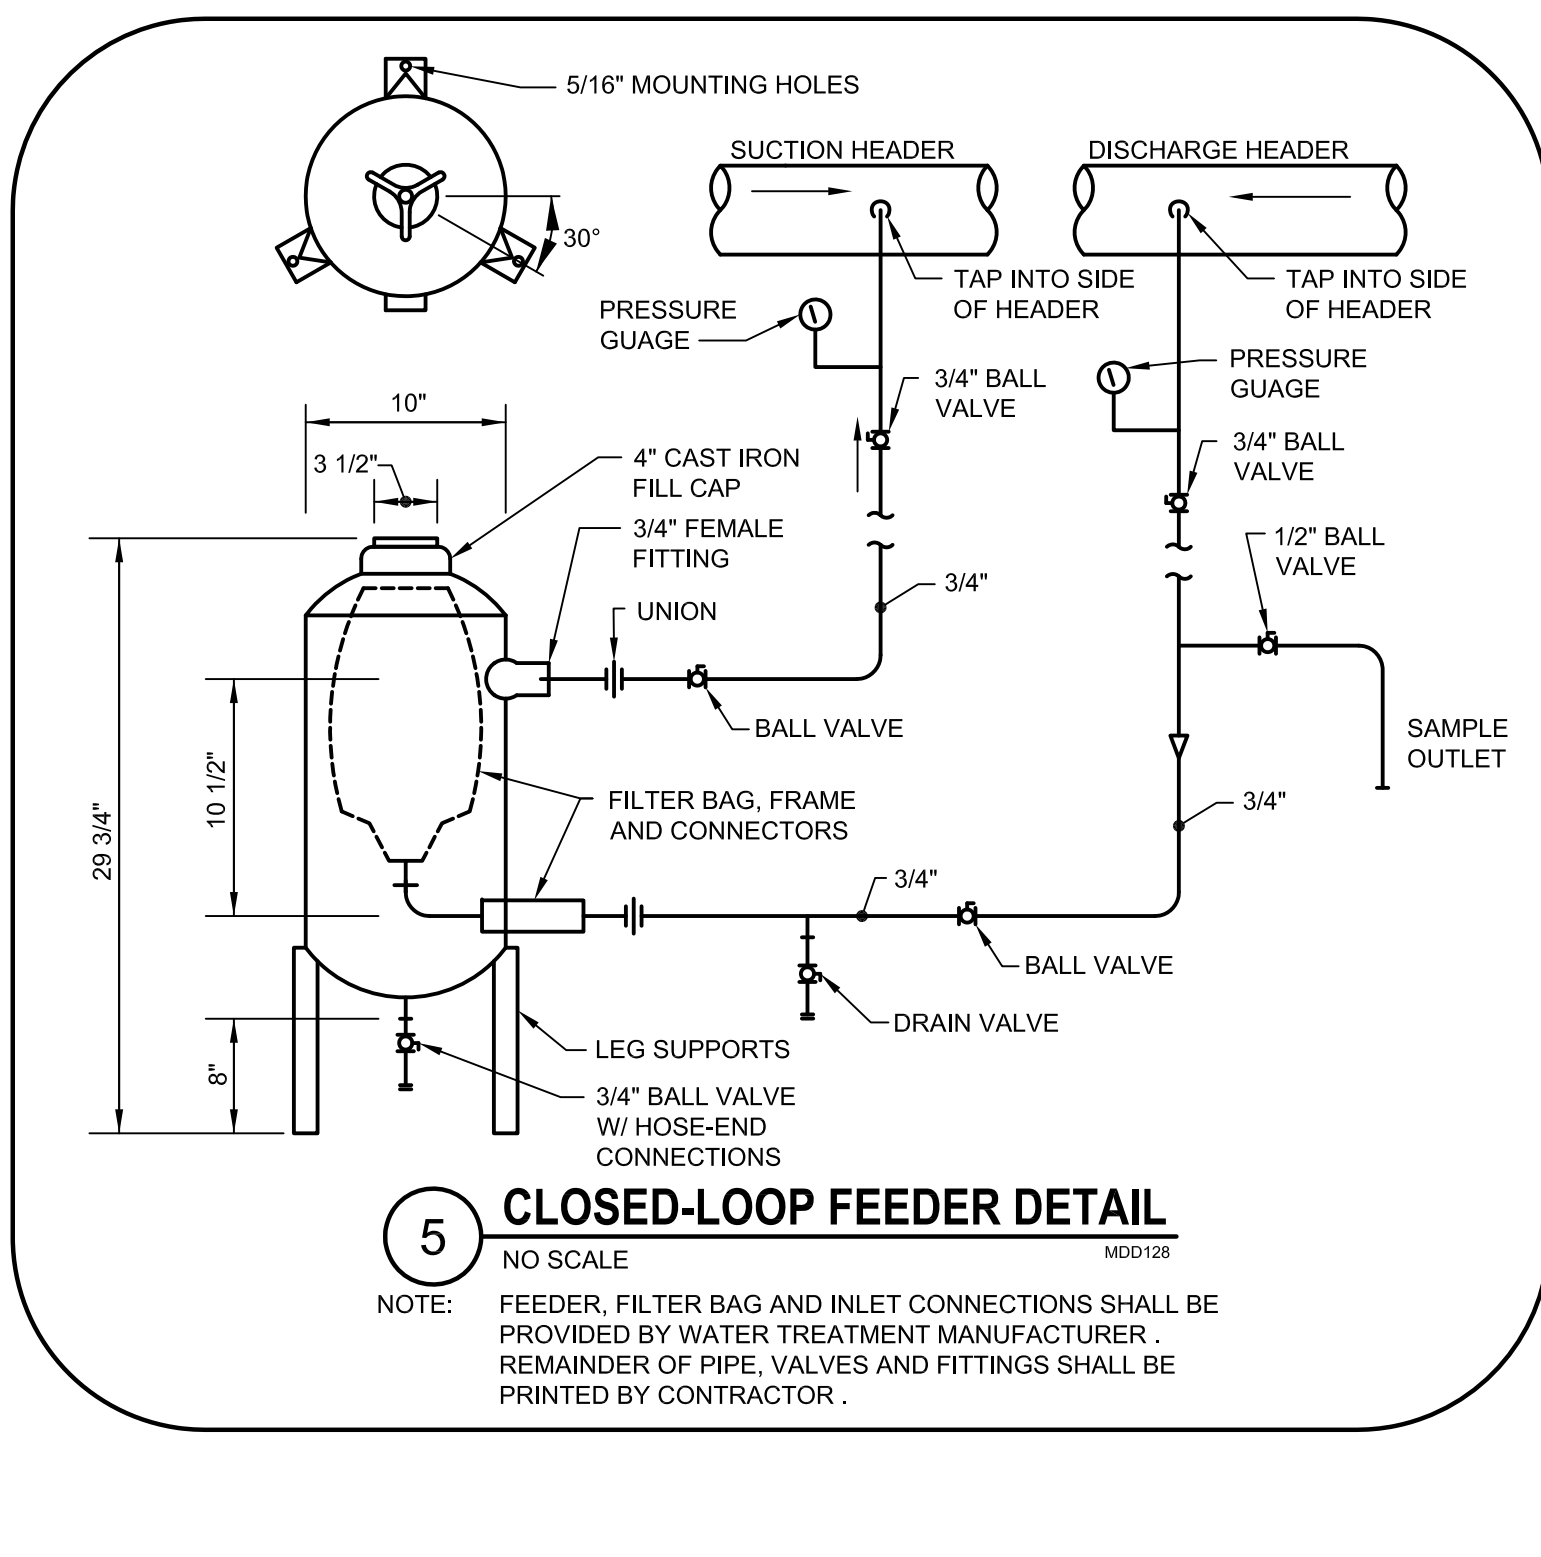 5/16" MOUNTING HOLES
SUCTION HEADER
DISCHARGE HEADER
30°
TAP INTO SIDE
OF HEADER
TAP INTO SIDE
OF HEADER
PRESSURE
GUAGE
PRESSURE
GUAGE
3/4" BALL
VALVE
10"
3/4" BALL
VALVE
3 1/2"
4" CAST IRON
FILL CAP
3/4" FEMALE
FITTING
1/2" BALL
VALVE
3/4"
UNION
BALL VALVE
SAMPLE
OUTLET
10 1/2"
29 3/4"
FILTER BAG, FRAME
AND CONNECTORS
3/4"
3/4"
BALL VALVE
DRAIN VALVE
LEG SUPPORTS
8"
3/4" BALL VALVE
W/ HOSE-END
CONNECTIONS
5
CLOSED-LOOP FEEDER DETAIL
NO SCALE
MDD128
NOTE: FEEDER, FILTER BAG AND INLET CONNECTIONS SHALL BE
PROVIDED BY WATER TREATMENT MANUFACTURER .
REMAINDER OF PIPE, VALVES AND FITTINGS SHALL BE
PRINTED BY CONTRACTOR .